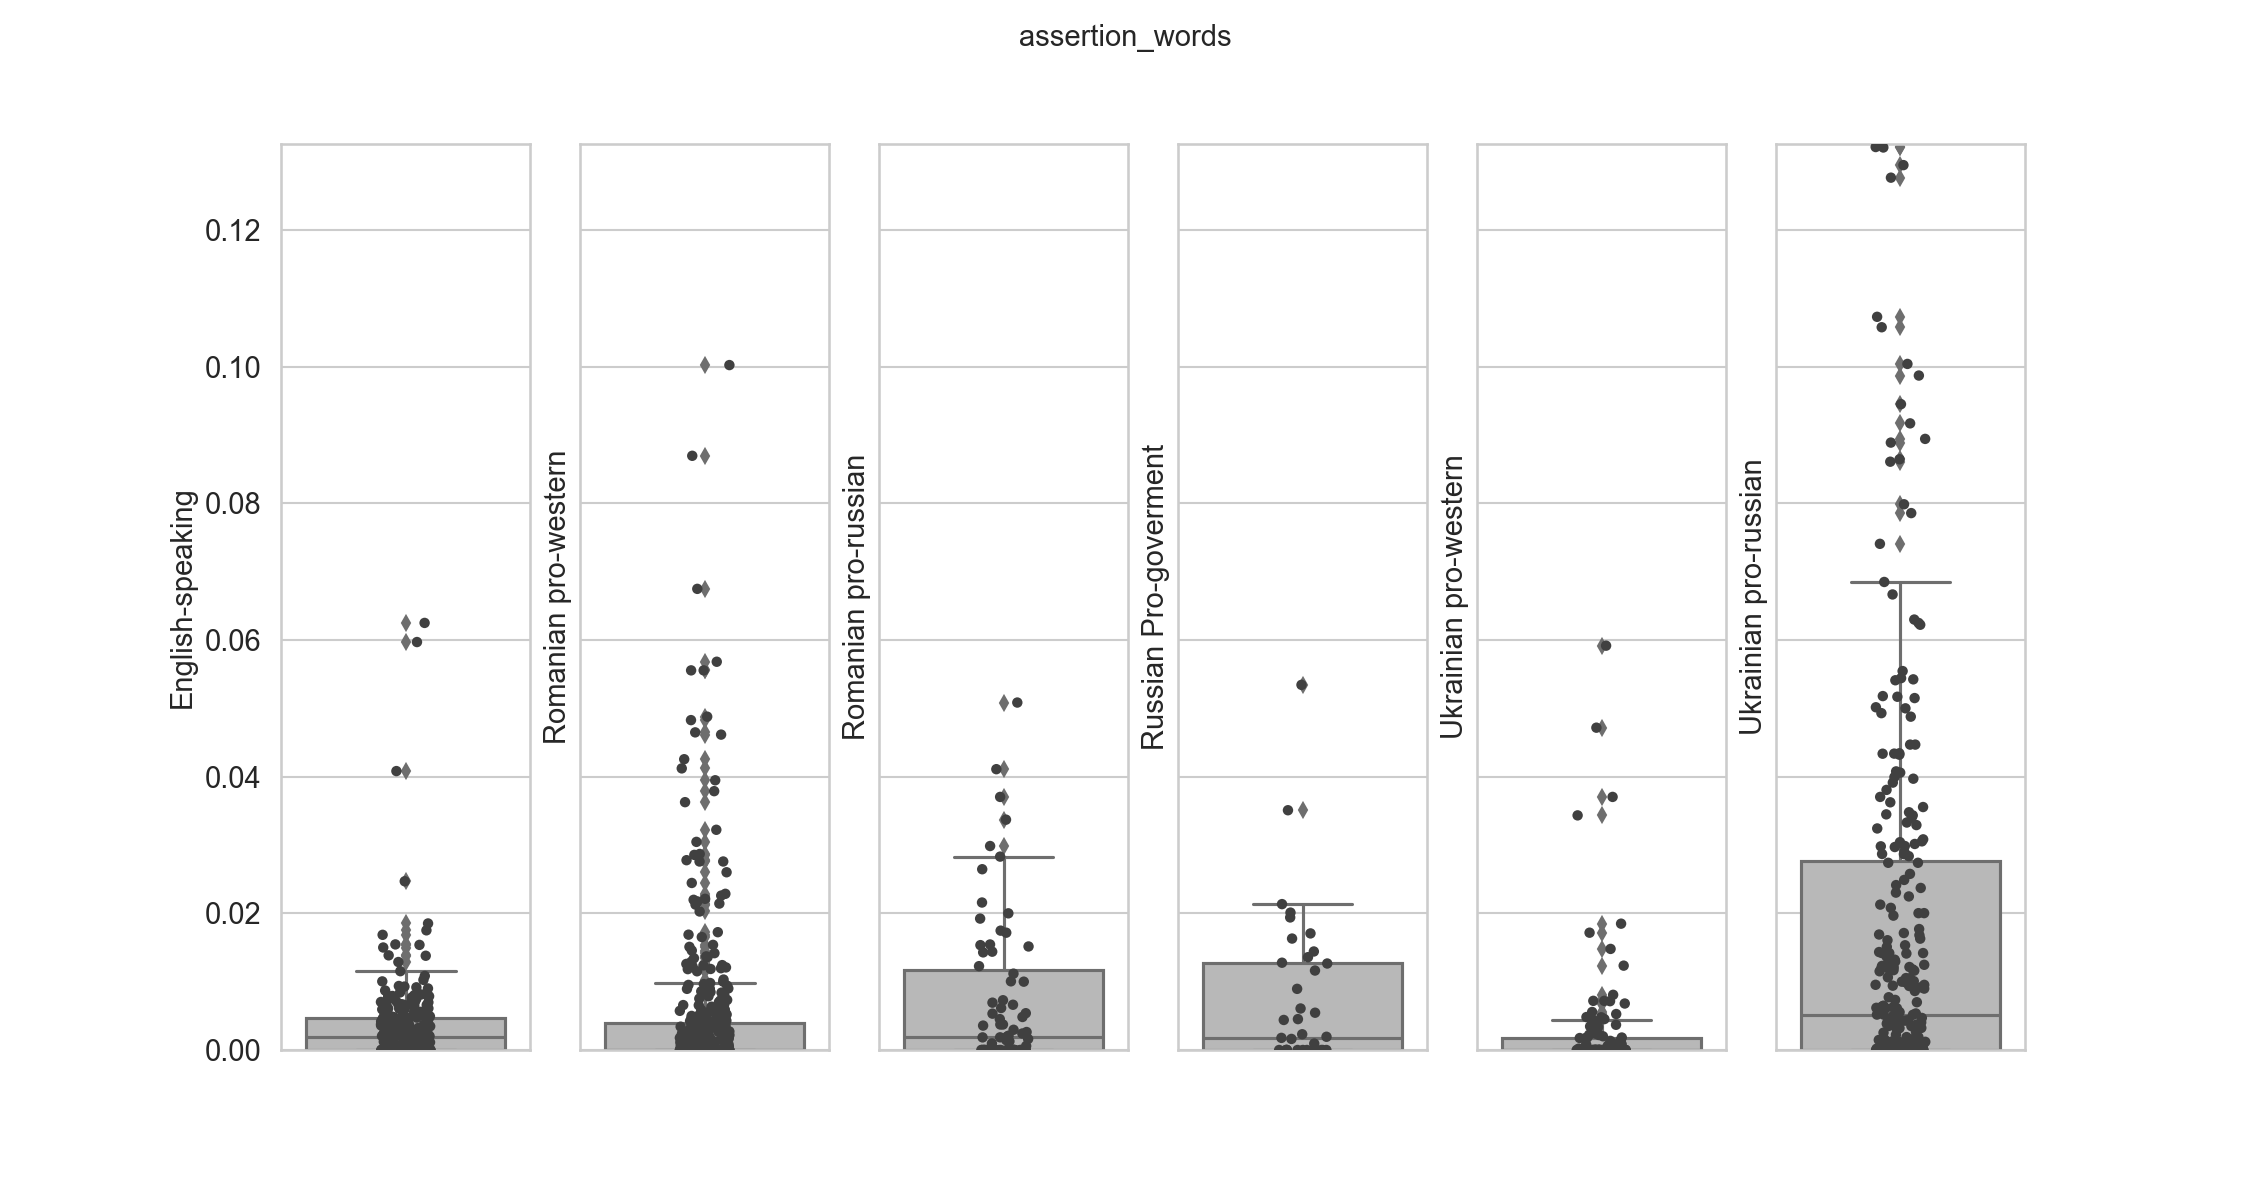 assertion_words
English-speaking
0.12
0.10
0.08
0.06
0.04
0.02
0.00
Romanian pro-western
Romanian pro-russian
Russian Pro-goverment
Ukrainian pro-western
Ukrainian pro-russian